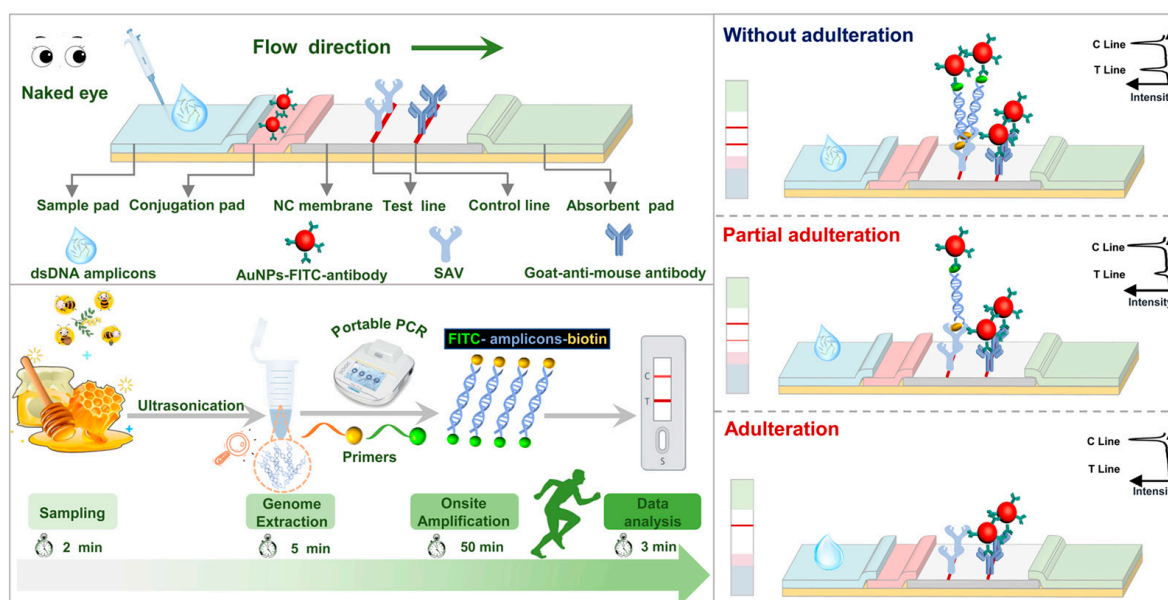 Flow direction
Naked eye
Sample pad
Conjugation pad
NC membrane
Test line
Control line
Absorbent pad
dsDNA amplicons
AuNPs-FITC-antibody
SAV
Goat-anti-mouse antibody
Ultrasonication
Portable PCR
Primers
FITC- amplicons-biotin
C
T
S
Sampling
2 min
Genome
Extraction
5 min
Onsite
Amplification
50 min
Data
analysis
3 min
Without adulteration
C Line
T Line
Intensity
Partial adulteration
C Line
T Line
Intensity
Adulteration
C Line
T Line
Intensi